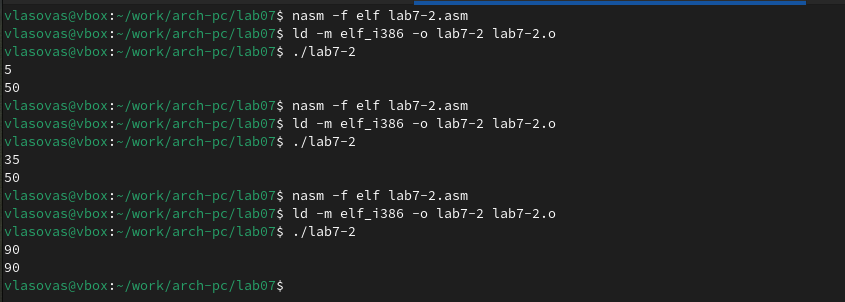 vlasovas@vbox:~/work/arch-pc/lab07$ nasm -f elf lab7-2.asm
vlasovas@vbox:~/work/arch-pc/lab07$ ld -m elf_i386 -o lab7-2 lab7-2.o
vlasovas@vbox:~/work/arch-pc/lab07$ ./lab7-2
5
50
vlasovas@vbox:~/work/arch-pc/lab07$ nasm -f elf lab7-2.asm
vlasovas@vbox:~/work/arch-pc/lab07$ ld -m elf_i386 -o lab7-2 lab7-2.o
vlasovas@vbox:~/work/arch-pc/lab07$ ./lab7-2
35
50
vlasovas@vbox:~/work/arch-pc/lab07$ nasm -f elf lab7-2.asm
vlasovas@vbox:~/work/arch-pc/lab07$ ld -m elf_i386 -o lab7-2 lab7-2.o
vlasovas@vbox:~/work/arch-pc/lab07$ ./lab7-2
90
90
vlasovas@vbox:~/work/arch-pc/lab07$